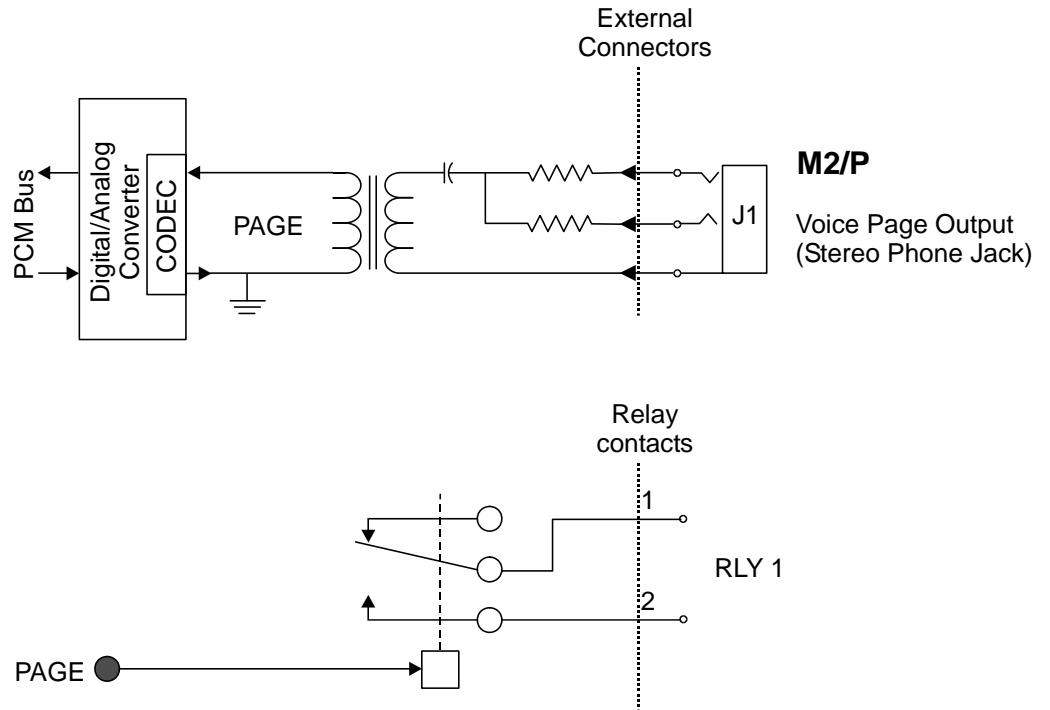 External
Connectors
PCM Bus
Digital/Analog
Converter
CODEC
PAGE
J1
M2/P
Voice Page Output
(Stereo Phone Jack)
Relay
contacts
1
RLY 1
2
PAGE